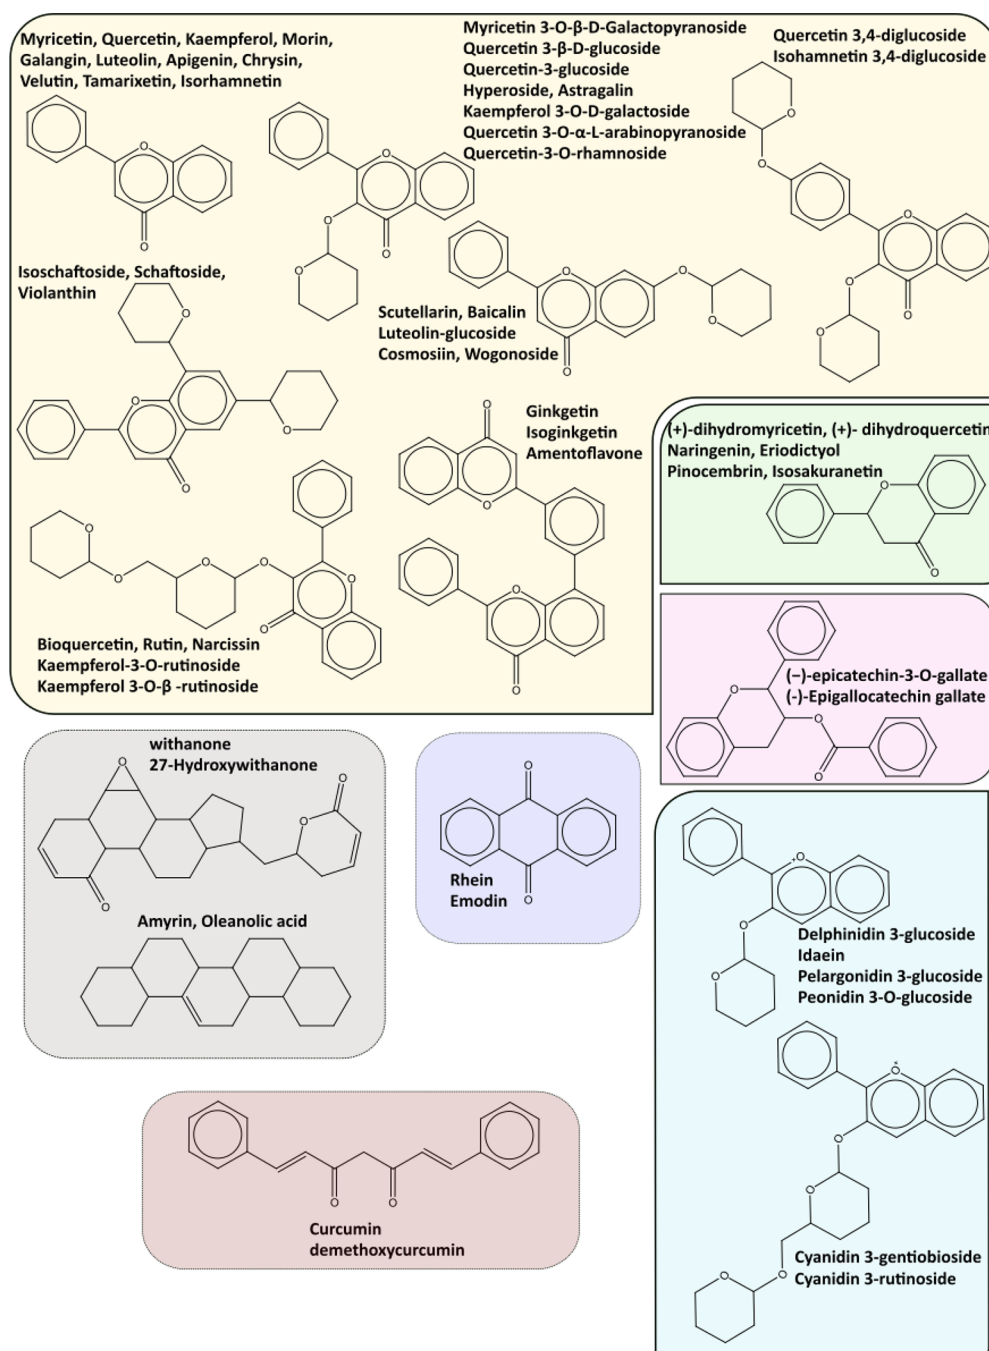 Myricetin, Quercetin, Kaempferol, Morin,
Galangin, Luteolin, Apigenin, Chrysin,
Velutin, Tamarixetin, Isorhamnetin
Myricetin 3-O-β-D-Galactopyranoside
Quercetin 3-β-D-glucoside
Quercetin-3-glucoside
Hyperoside, Astragalin
Kaempferol 3-O-D-galactoside
Quercetin 3-O-α-L-arabinopyranoside
Quercetin-3-O-rhamnoside
Quercetin 3,4-diglucoside
Isohamnetin 3,4-diglucoside
Isoschaftoside, Schaftoside,
Violanthin
Scutellarin, Baicalin
Luteolin-glucoside
Cosmosiin, Wogonoside
Ginkgetin
Isoginkgetin
Amentoflavone
(+)-dihydromyricetin, (+)- dihydroquercetin
Naringenin, Eriodictyol
Pinocembrin, Isosakuranetin
Bioquercetin, Rutin, Narcissin
Kaempferol-3-O-rutinoside
Kaempferol 3-O-β -rutinoside
(−)-epicatechin-3-O-gallate
(-)-Epigallocatechin gallate
withanone
27-Hydroxywithanone
Rhein
Emodin
Amyrin, Oleanolic acid
Delphinidin 3-glucoside
Idaein
Pelargonidin 3-glucoside
Peonidin 3-O-glucoside
Curcumin
demethoxycurcumin
Cyanidin 3-gentiobioside
Cyanidin 3-rutinoside